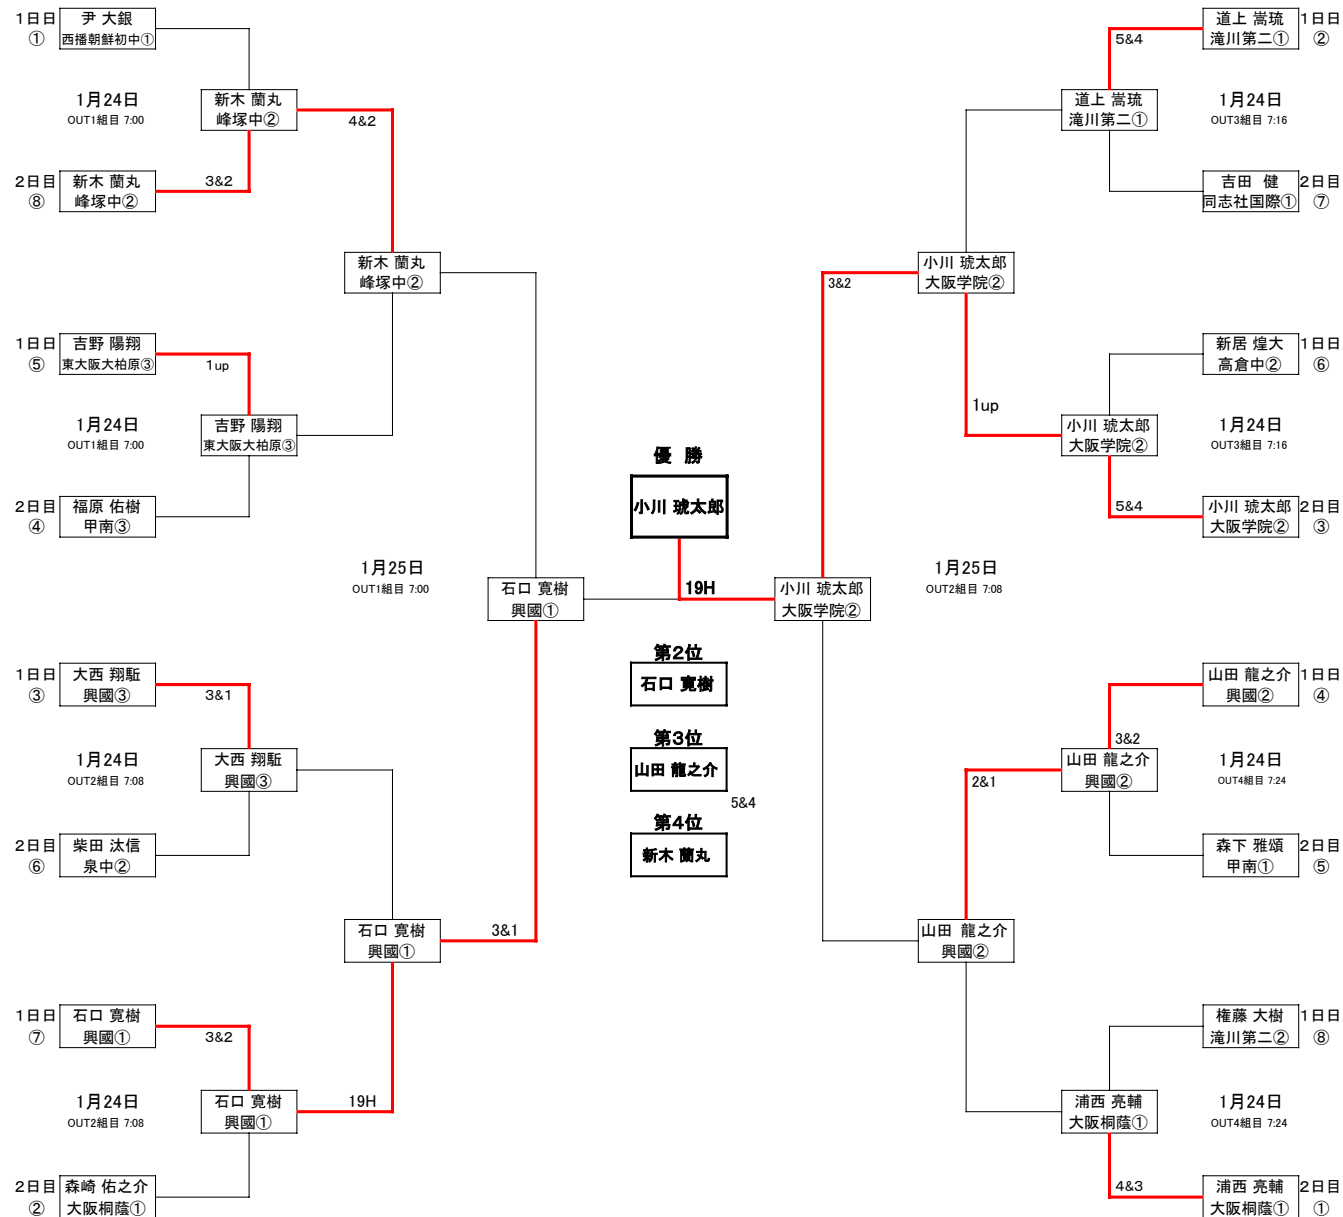 1日目
①
尹 大銀
西播朝鮮初中①
1月24日
OUT1組目 7:00
新木 蘭丸
峰塚中②
4&2
2日目
⑧
新木 蘭丸
峰塚中②
3&2
新木 蘭丸
峰塚中②
1日目
⑤
吉野 陽翔
東大阪大柏原③
1up
1月24日
OUT1組目 7:00
吉野 陽翔
東大阪大柏原③
2日目
④
福原 佑樹
甲南③
1月25日
OUT1組目 7:00
石口 寛樹
興國①
1日目
③
大西 翔駈
興國③
3&1
1月24日
OUT2組目 7:08
大西 翔駈
興國③
2日目
⑥
柴田 汰信
泉中②
石口 寛樹
興國①
3&1
1日目
⑦
石口 寛樹
興國①
3&2
1月24日
OUT2組目 7:08
石口 寛樹
興國①
19H
2日目
②
森崎 佑之介
大阪桐蔭①
優 勝
小川 琥太郎
19H
第2位
石口 寛樹
第3位
山田 龍之介
5&4
第4位
新木 蘭丸
道上 嵩琉
滝川第二①
1日目
②
5&4
道上 嵩琉
滝川第二①
1月24日
OUT3組目 7:16
吉田 健
同志社国際①
2日目
⑦
小川 琥太郎
大阪学院②
3&2
新居 煌大
高倉中②
1日目
⑥
1up
小川 琥太郎
大阪学院②
1月24日
OUT3組目 7:16
5&4
小川 琥太郎
大阪学院②
2日目
③
小川 琥太郎
大阪学院②
1月25日
OUT2組目 7:08
山田 龍之介
興國②
1日目
④
3&2
2&1
山田 龍之介
興國②
1月24日
OUT4組目 7:24
森下 雅頌
甲南①
2日目
⑤
山田 龍之介
興國②
権藤 大樹
滝川第二②
1日目
⑧
浦西 亮輔
大阪桐蔭①
1月24日
OUT4組目 7:24
4&3
浦西 亮輔
大阪桐蔭①
2日目
①